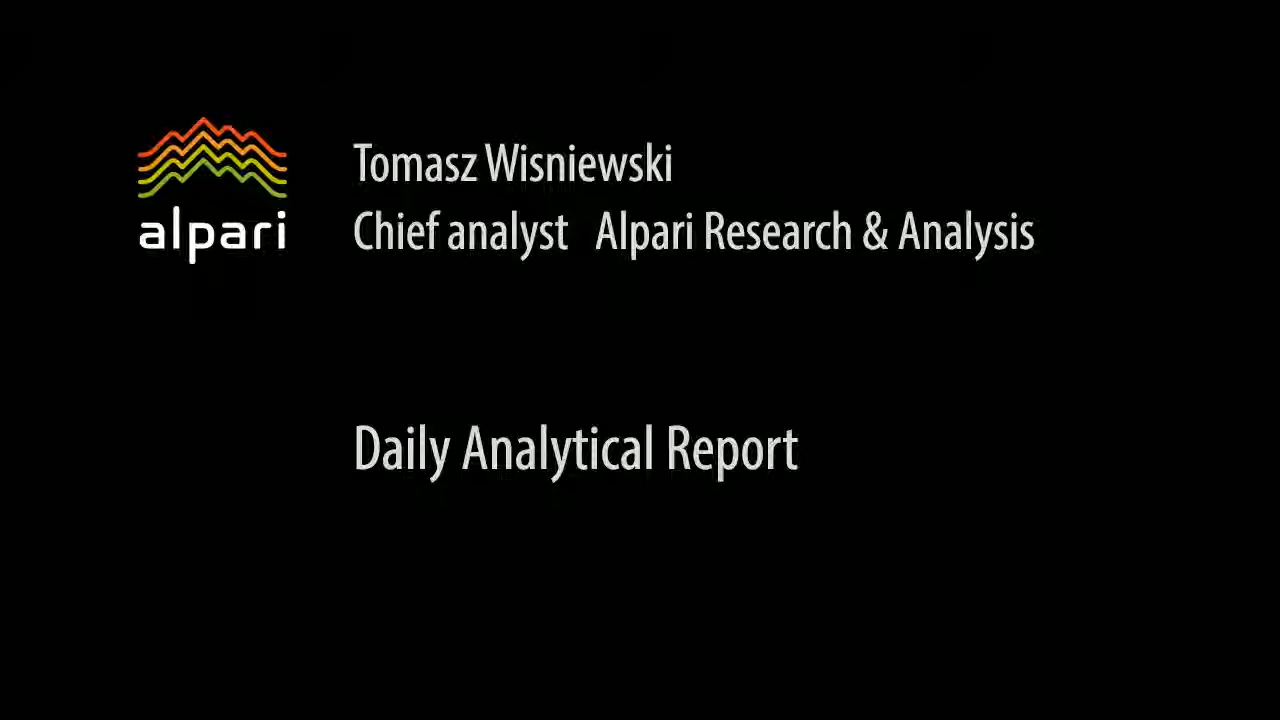 alpari
Tomasz Wisniewski
Chief analyst Alpari Research & Analysis
Daily Analytical Report